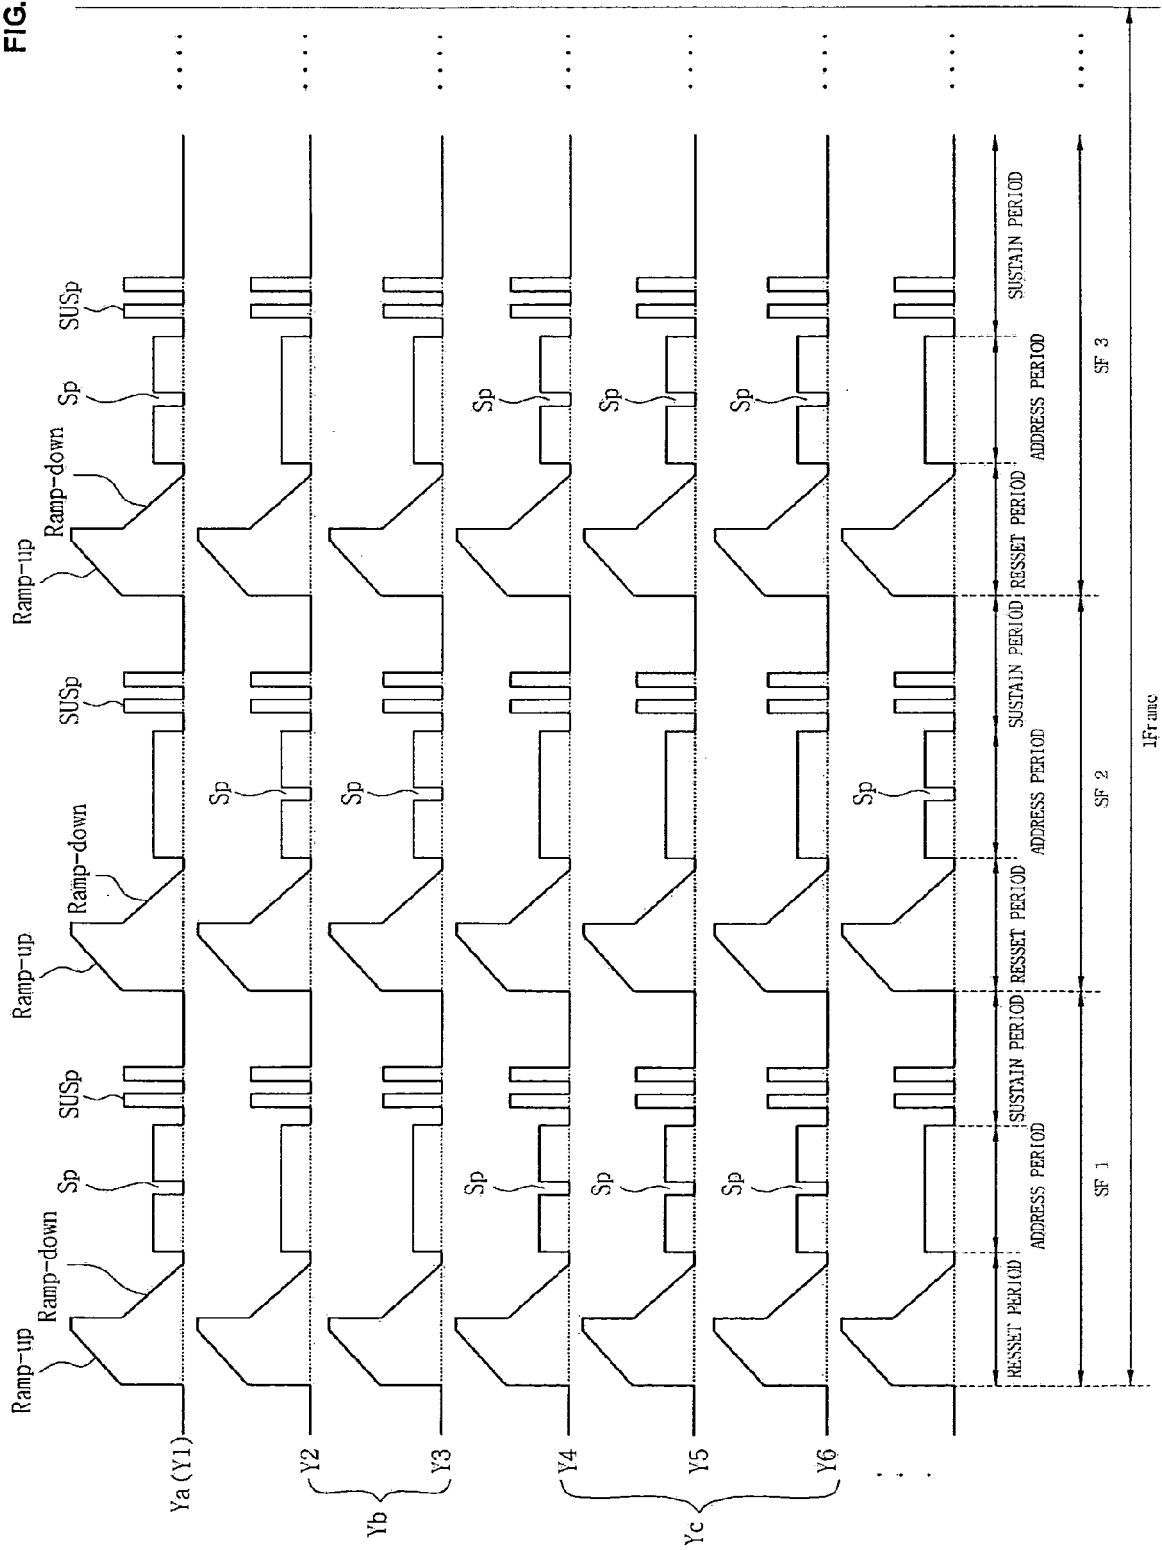 FIG.
Ramp-up
Ramp-down
Sp
SUSp
Ramp-up
Ramp-down
SUSp
Ramp-up
Ramp-down
Sp
SUSp
Ya(Y1)
. . . .
Yb
Y2
Sp
. . . .
Y3
Sp
. . . .
Yc
Y4
Sp
Sp
. . . .
Y5
Sp
Sp
. . . .
Y6
Sp
Sp
. . . .
. . . .
Sp
. . . .
RESSET PERIOD
ADDRESS PERIOD
SUSTAIN PERIOD
RESSET PERIOD
ADDRESS PERIOD
SUSTAIN PERIOD
RESSET PERIOD
ADDRESS PERIOD
SUSTAIN PERIOD
SF 1
SF 2
SF 3
. . . .
1Frame